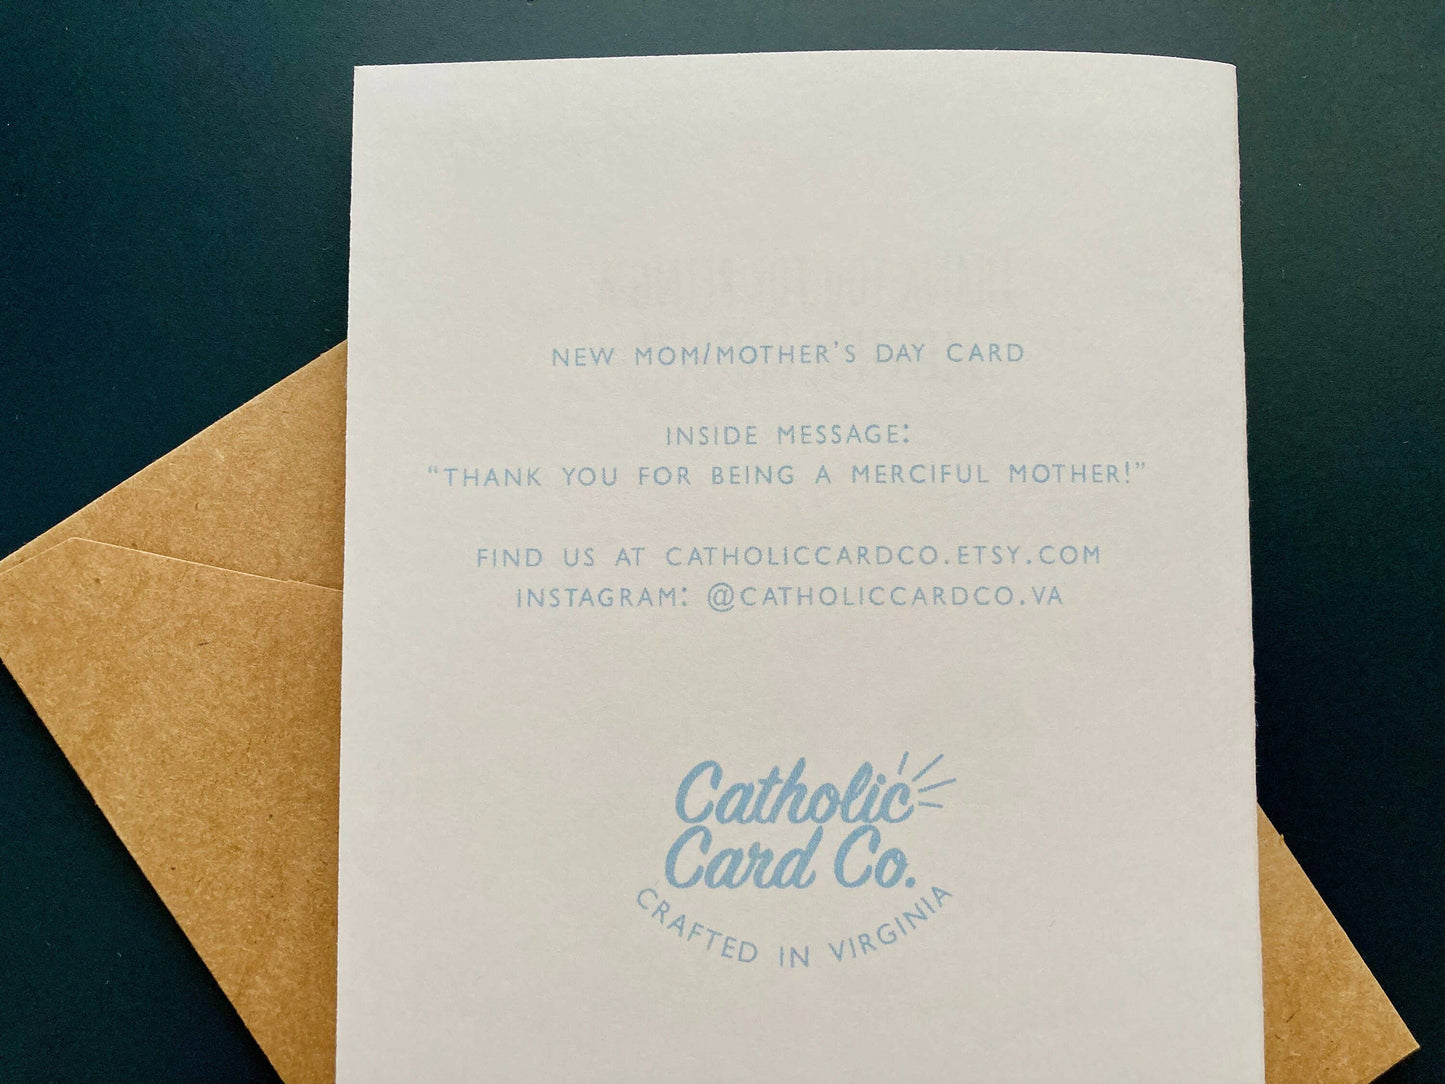 NEW MOM/MOTHER'S DAY CARD
INSIDE MESSAGE:
"THANK YOU FOR BEING A MERCIFUL MOTHER!"
FIND US AT CATHOLICCARDCO.ETSY.COM
INSTAGRAM: @CATHOLICCARDCO.VA
Catholic
Card Co.
CRAFTED IN VIRGINIA